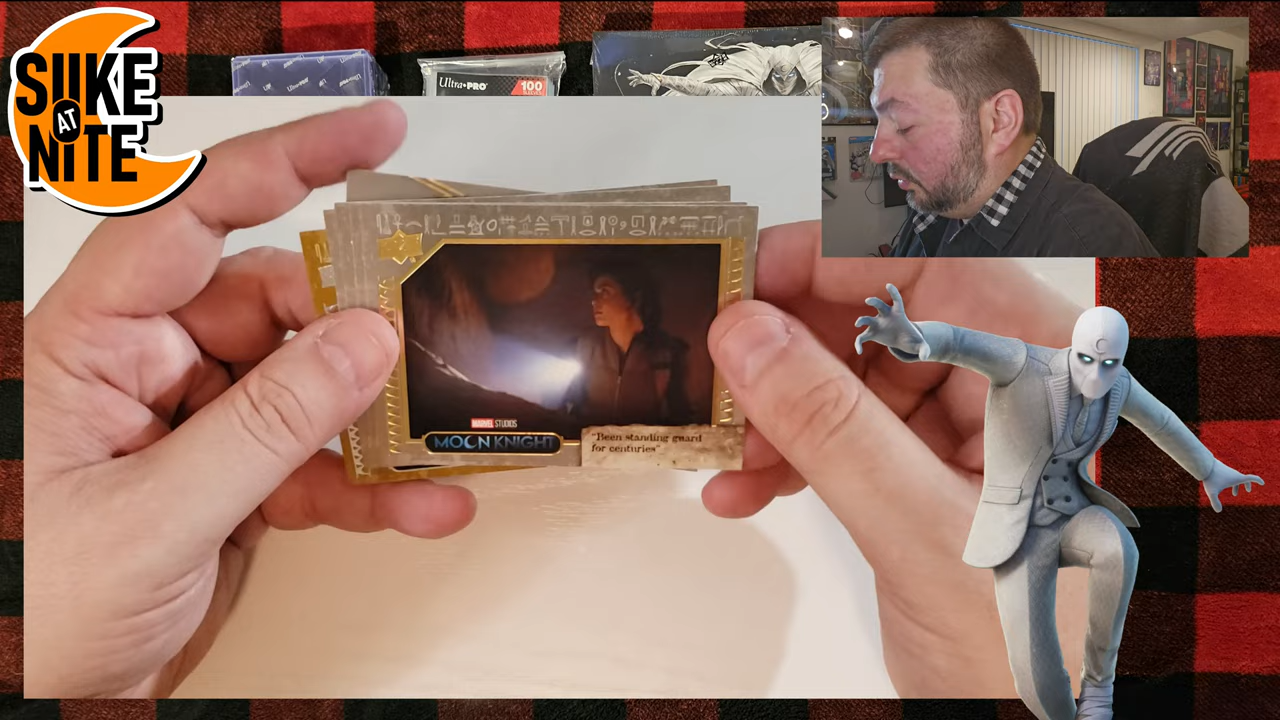 SUKE
AT
NITE
Ultra•PRO
100
MARVEL STUDIOS
MOON KNIGHT
"Been standing guard
for centuries"